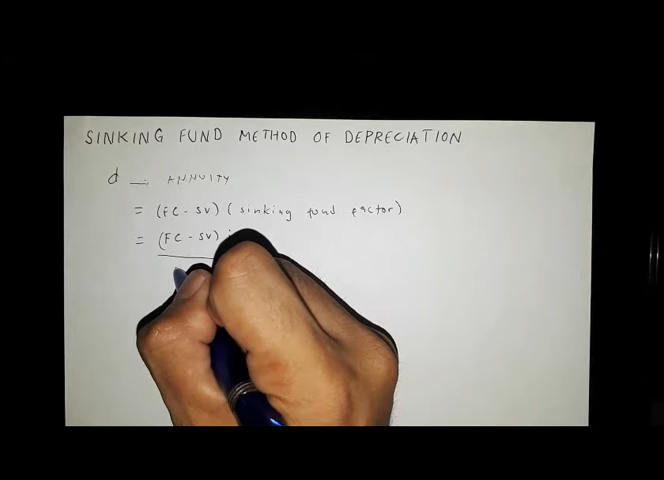 SINKING FUND METHOD OF DEPRECIATION
d — ANNUITY
= (FC - SV) ( sinking fund factor)
= (FC - SV) i